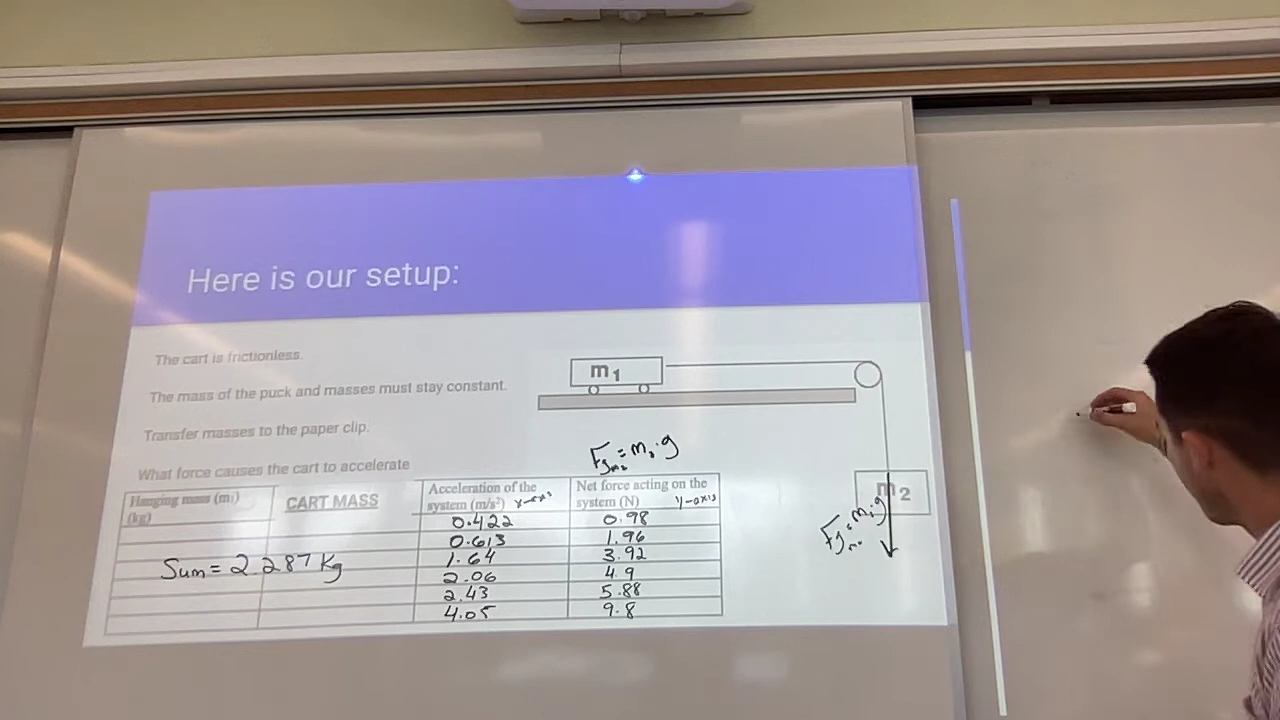 Here is our setup:
The cart is frictionless.
The mass of the puck and masses must stay constant.
Transfer masses to the paper clip.
What force causes the cart to accelerate
m1
m2
Fgm2 = m2·g
Hanging mass (m2) (kg)
CART MASS
Acceleration of the system (m/s²) x-axis
Net force acting on the system (N) y-axis
0.422 0.98
0.613 1.96
1.64 3.92
2.06 4.9
2.43 5.88
4.05 9.8
Sum = 2.287 Kg